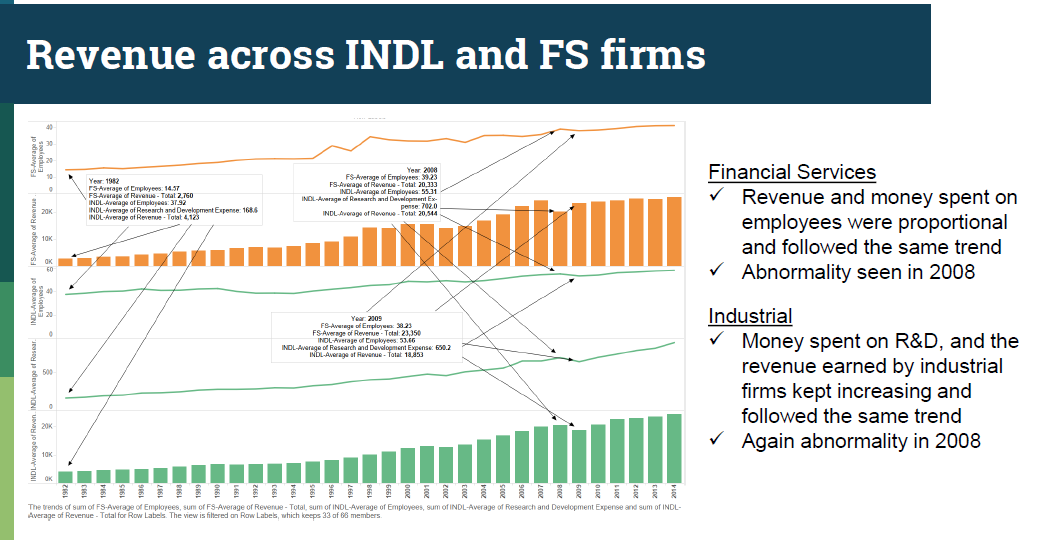 Revenue across INDL and FS firms
FS-Average of
Employees
40
30
20
10
0
Year: 1982
FS-Average of Employees: 14.57
FS-Average of Revenue - Total: 2,760
INDL-Average of Employees: 37.92
INDL-Average of Research and Development Expense: 168.6
INDL-Average of Revenue - Total: 4,123
Year: 2008
FS-Average of Employees: 39.23
FS-Average of Revenue - Total: 20,333
INDL-Average of Employees: 55.31
INDL-Average of Research and Development Ex-
pense: 702.0
INDL-Average of Revenue - Total: 20,544
FS-Average of Revenue
20K
10K
0K
INDL-Average of
Employees
60
40
20
0
Year: 2009
FS-Average of Employees: 38.23
FS-Average of Revenue - Total: 23,350
INDL-Average of Employees: 53.66
INDL-Average of Research and Development Expense: 650.2
INDL-Average of Revenue - Total: 18,853
INDL-Average of Resear.
500
0
INDL-Average of Reven.
20K
10K
0K
1982 1983 1984 1985 1986 1987 1988 1989 1990 1991 1992 1993 1994 1995 1996 1997 1998 1999 2000 2001 2002 2003 2004 2005 2006 2007 2008 2009 2010 2011 2012 2013 2014
The trends of sum of FS-Average of Employees, sum of FS-Average of Revenue - Total, sum of INDL-Average of Employees, sum of INDL-Average of Research and Development Expense and sum of INDL-
Average of Revenue - Total for Row Labels. The view is filtered on Row Labels, which keeps 33 of 66 members.
Financial Services
✓ Revenue and money spent on
employees were proportional
and followed the same trend
✓ Abnormality seen in 2008
Industrial
✓ Money spent on R&D, and the
revenue earned by industrial
firms kept increasing and
followed the same trend
✓ Again abnormality in 2008